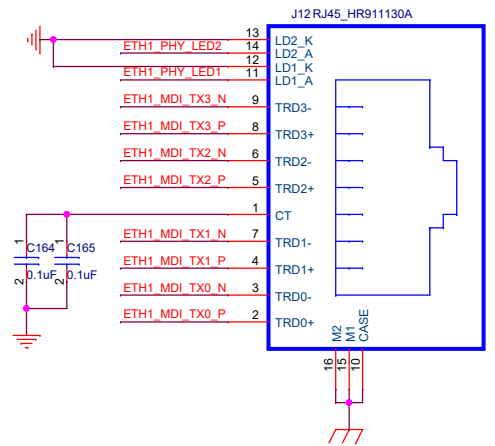 J12 RJ45_HR911130A
13 LD2_K
ETH1_PHY_LED2 14 LD2_A
12 LD1_K
ETH1_PHY_LED1 11 LD1_A
ETH1_MDI_TX3_N 9 TRD3-
ETH1_MDI_TX3_P 8 TRD3+
ETH1_MDI_TX2_N 6 TRD2-
ETH1_MDI_TX2_P 5 TRD2+
1 CT
ETH1_MDI_TX1_N 7 TRD1-
ETH1_MDI_TX1_P 4 TRD1+
ETH1_MDI_TX0_N 3 TRD0-
ETH1_MDI_TX0_P 2 TRD0+
1 C164 1 C165
2 0.1uF 2 0.1uF
M2 M1 CASE
16 15 10